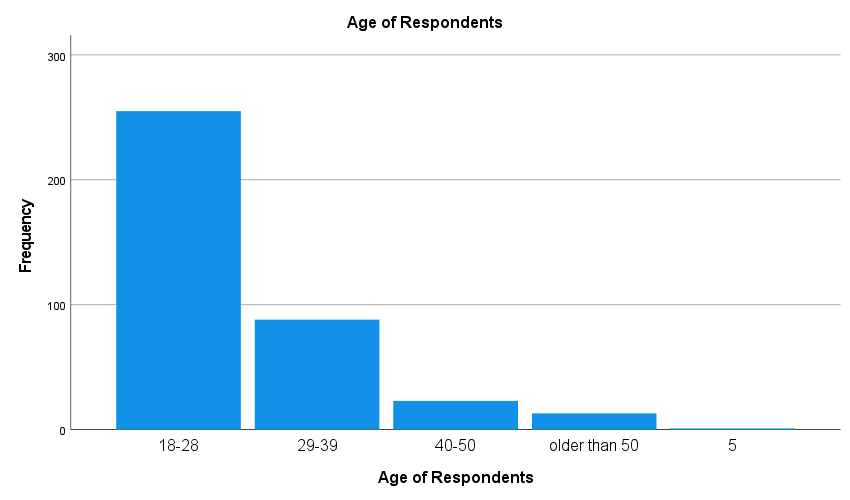 Age of Respondents
300
200
100
0
Frequency
18-28 29-39 40-50 older than 50 5
Age of Respondents